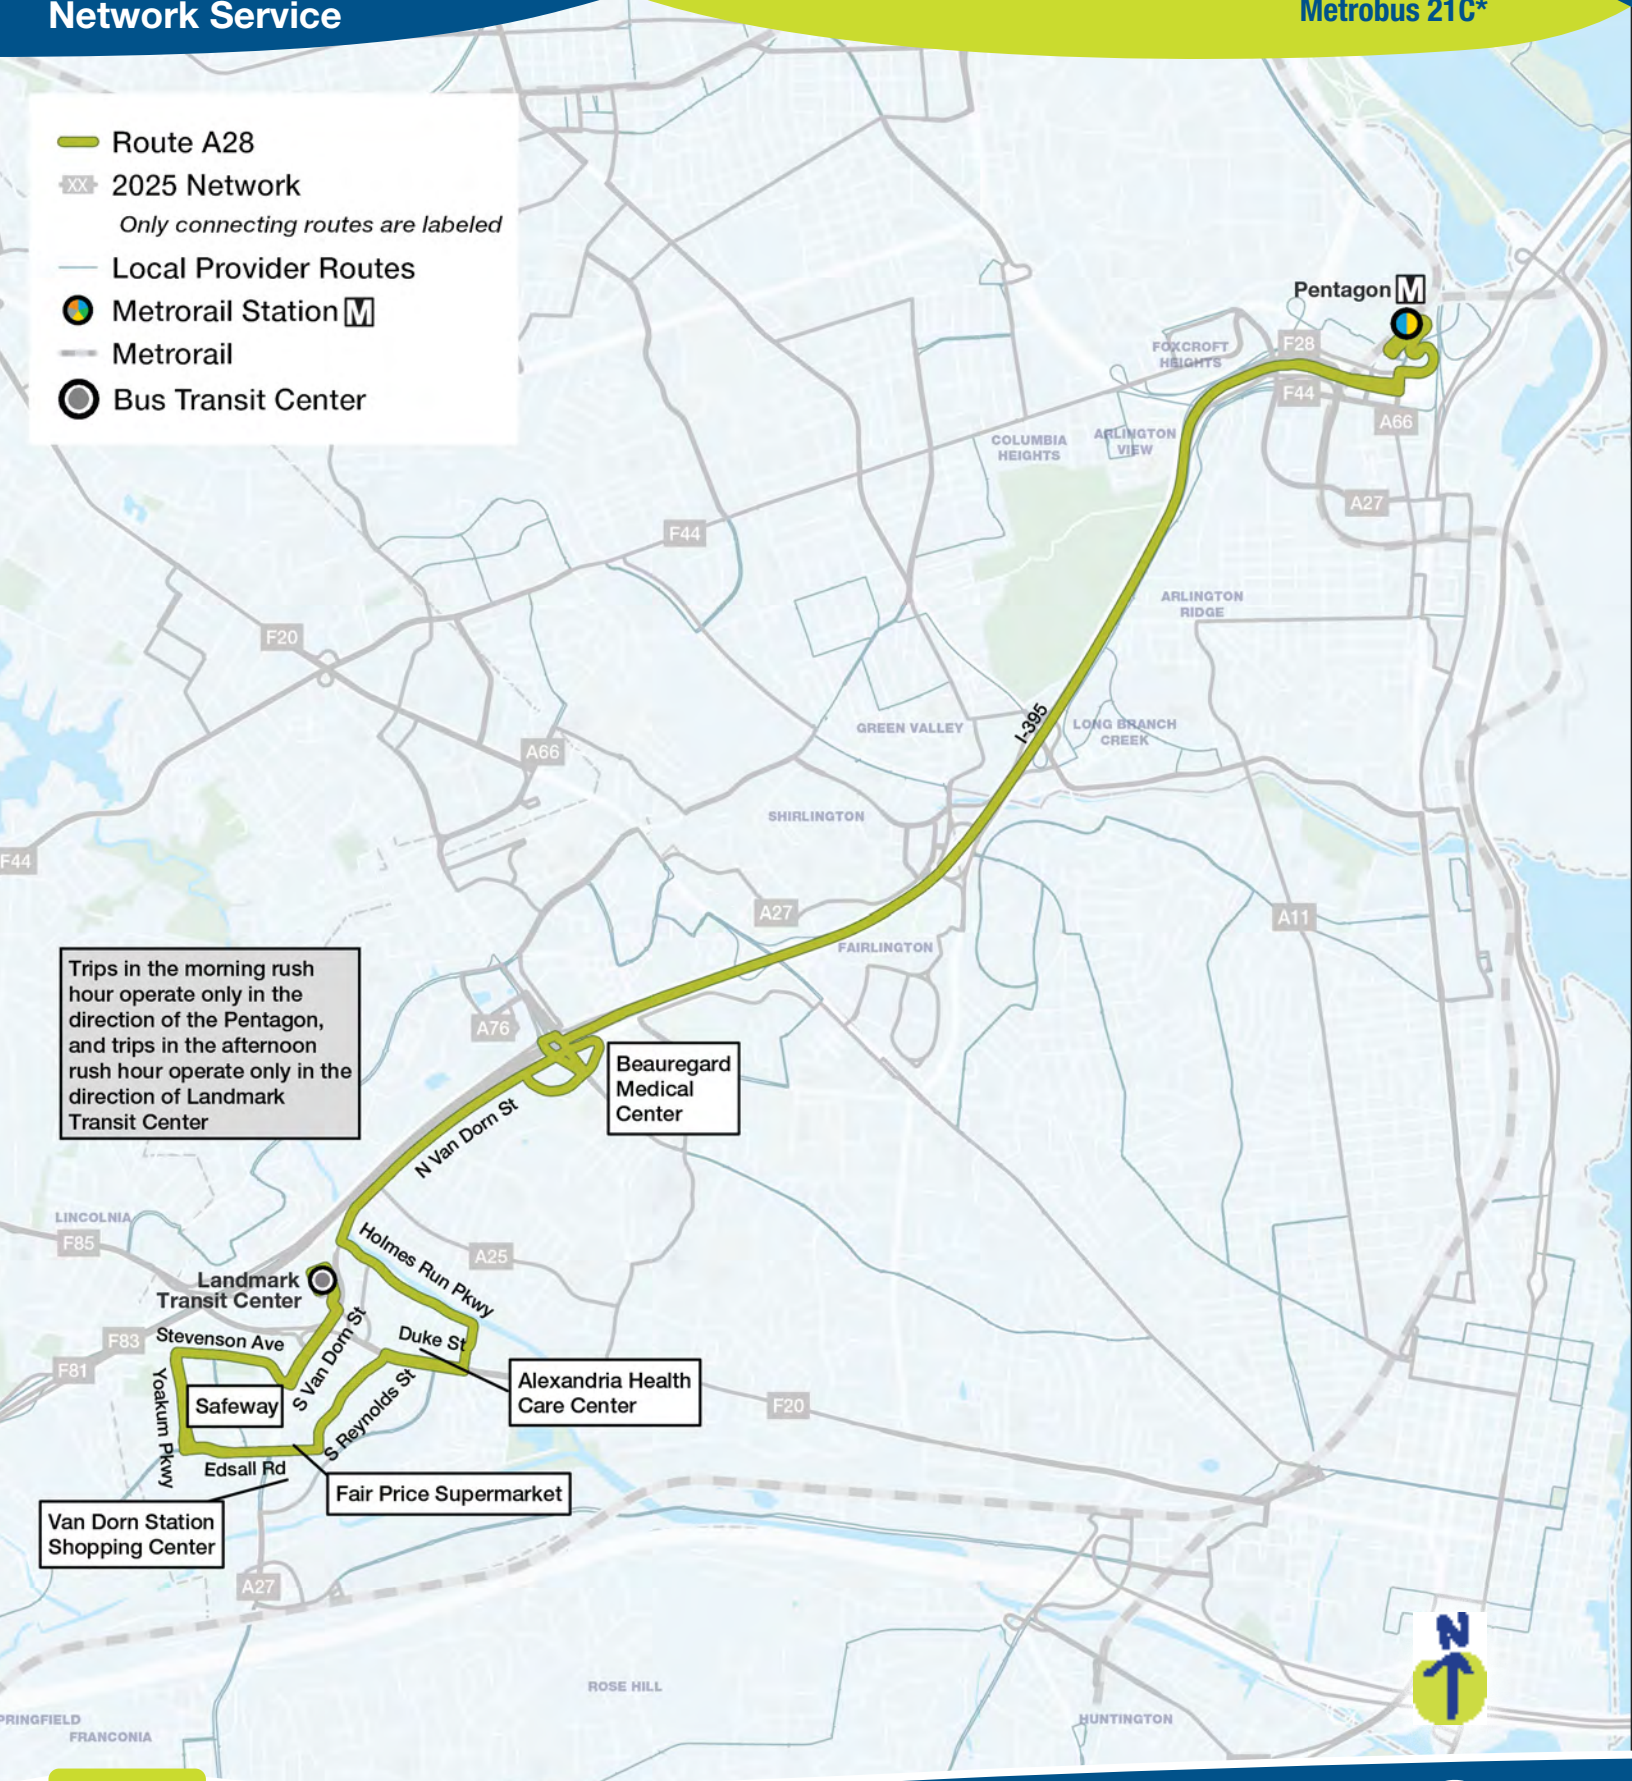 Network Service
Metrobus 21C*
Route A28
XX 2025 Network
Only connecting routes are labeled
Local Provider Routes
Metrorail Station M
Metrorail
Bus Transit Center
Pentagon M
FOXCROFT
HEIGHTS
F28
F44
A66
COLUMBIA
HEIGHTS
ARLINGTON
VIEW
A27
F44
ARLINGTON
RIDGE
F20
I-395
GREEN VALLEY
LONG BRANCH
CREEK
A66
SHIRLINGTON
F44
A27
A11
FAIRLINGTON
Trips in the morning rush
hour operate only in the
direction of the Pentagon,
and trips in the afternoon
rush hour operate only in the
direction of Landmark
Transit Center
A76
Beauregard
Medical
Center
N Van Dorn St
LINCOLNIA
F85
Holmes Run Pkwy
A25
Landmark
Transit Center
F83
Stevenson Ave
S Van Dorn St
Duke St
F81
Yoakum Pkwy
Safeway
S Reynolds St
Alexandria Health
Care Center
F20
Edsall Rd
Fair Price Supermarket
Van Dorn Station
Shopping Center
A27
N
ROSE HILL
PRINGFIELD
FRANCONIA
HUNTINGTON